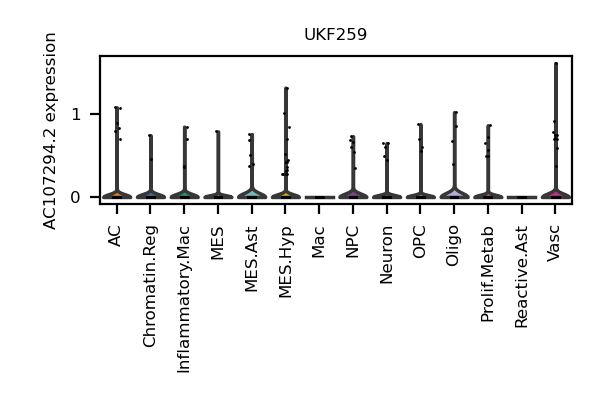 UKF259
AC107294.2 expression
1
0
AC
Chromatin.Reg
Inflammatory.Mac
MES
MES.Ast
MES.Hyp
Mac
NPC
Neuron
OPC
Oligo
Prolif.Metab
Reactive.Ast
Vasc